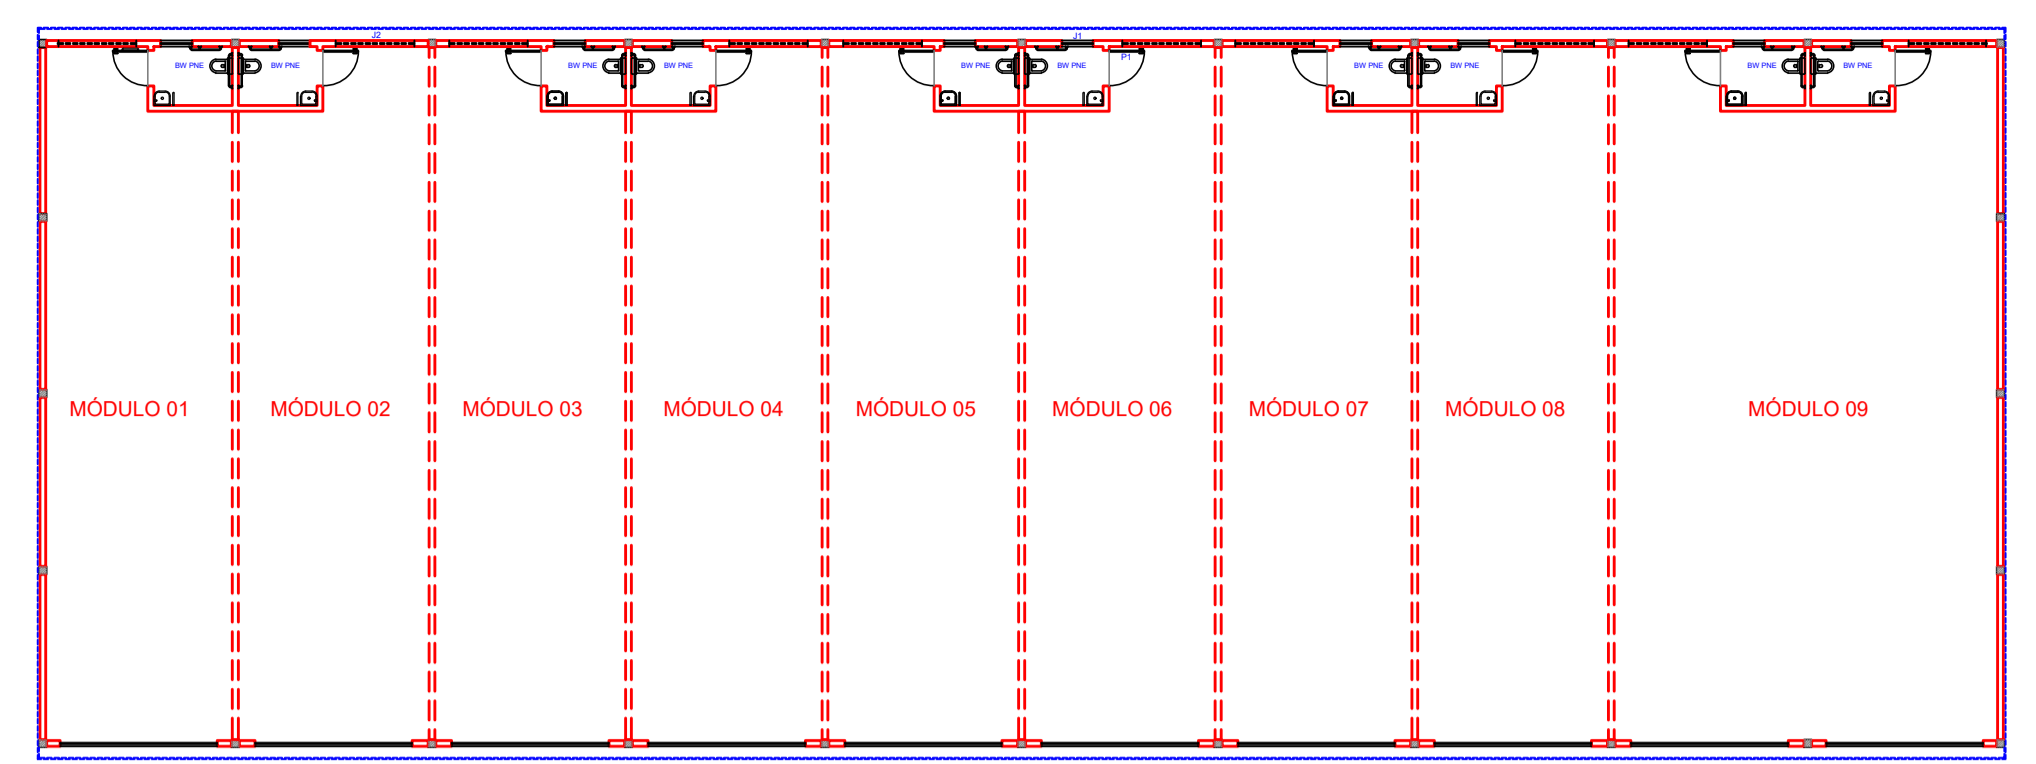 J2
J1
P1
BW PNE
BW PNE
BW PNE
BW PNE
BW PNE
BW PNE
BW PNE
BW PNE
BW PNE
BW PNE
MÓDULO 01
MÓDULO 02
MÓDULO 03
MÓDULO 04
MÓDULO 05
MÓDULO 06
MÓDULO 07
MÓDULO 08
MÓDULO 09